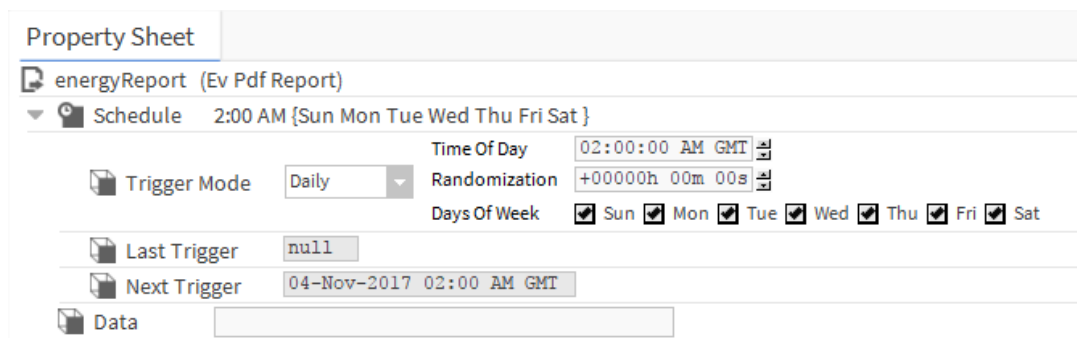 Property Sheet
energyReport (Ev Pdf Report)
Schedule 2:00 AM {Sun Mon Tue Wed Thu Fri Sat }
Time Of Day 02:00:00 AM GMT
Trigger Mode Daily Randomization +00000h 00m 00s
Days Of Week Sun Mon Tue Wed Thu Fri Sat
Last Trigger null
Next Trigger 04-Nov-2017 02:00 AM GMT
Data